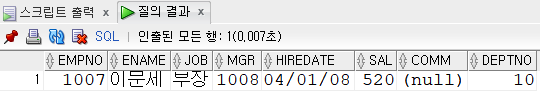 스크립트 출력 질의 결과
SQL | 인출된 모든 행: 1(0,007초)
EMPNO ENAME JOB MGR HIREDATE SAL COMM DEPTNO
1 1007 이문세 부장 1008 04/01/08 520 (null) 10